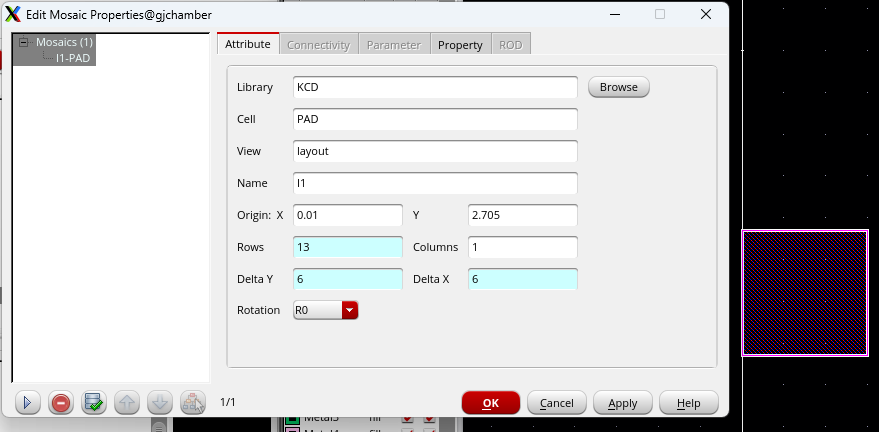 Edit Mosaic Properties@gjchamber
Mosaics (1)
I1-PAD
Attribute Connectivity Parameter Property ROD
Library KCD Browse
Cell PAD
View layout
Name I1
Origin: X 0.01 Y 2.705
Rows 13 Columns 1
Delta Y 6 Delta X 6
Rotation R0
1/1 OK Cancel Apply Help